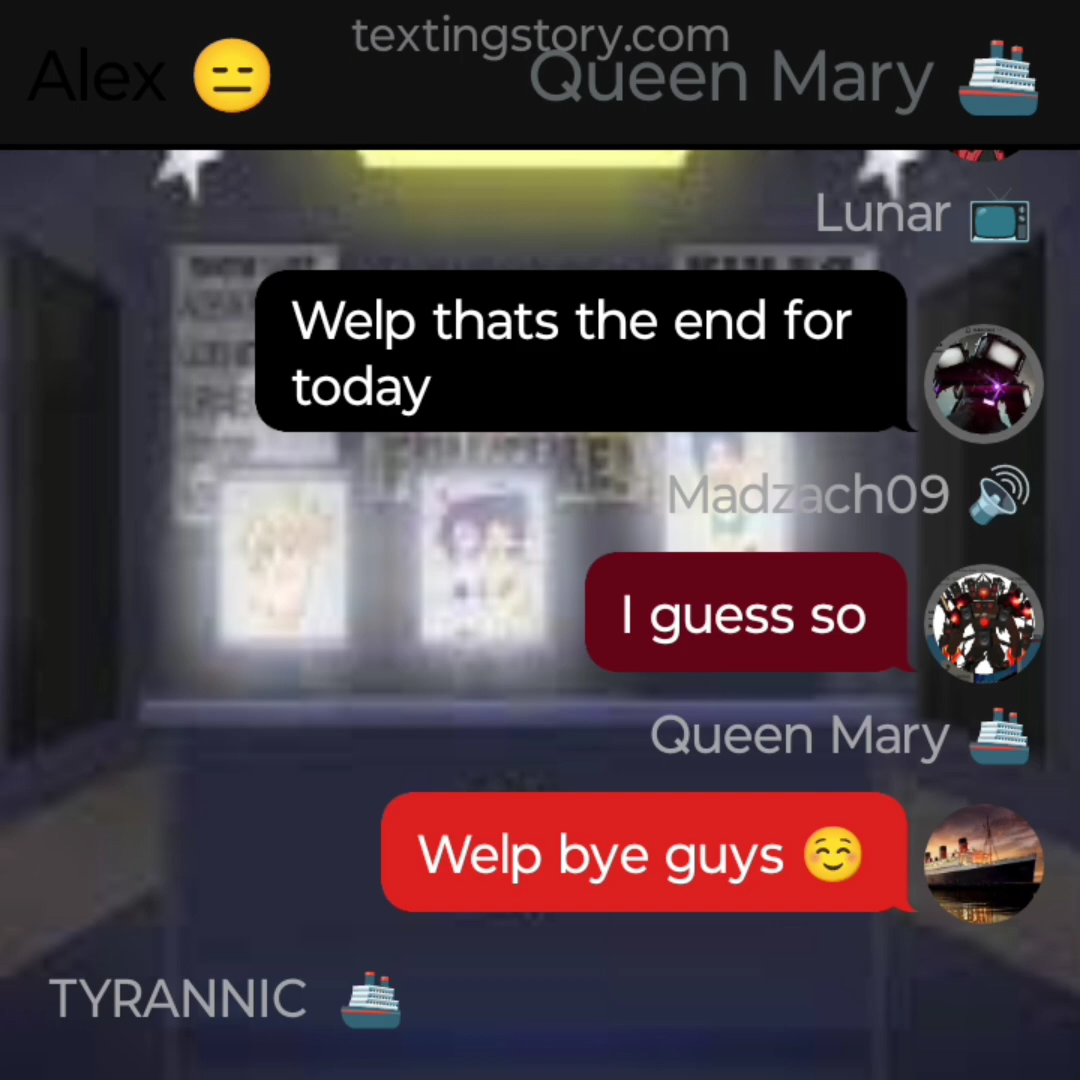 textingstory.com
Alex 😑 Queen Mary 🚢
Lunar 📺
Welp thats the end for
today
Madzach09 🔊
I guess so
Queen Mary 🚢
Welp bye guys ☺️
TYRANNIC 🚢